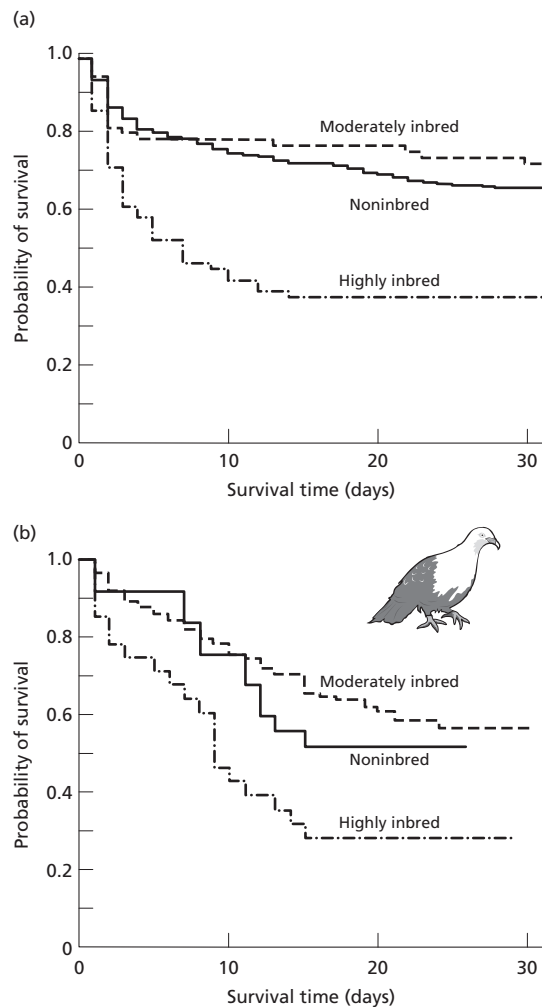 (a)
1.0
0.8
0.6
0.4
0.2
0
Probability of survival
Moderately inbred
Noninbred
Highly inbred
0
10
20
30
Survival time (days)
(b)
1.0
0.8
0.6
0.4
0.2
0
Probability of survival
Moderately inbred
Noninbred
Highly inbred
0
10
20
30
Survival time (days)